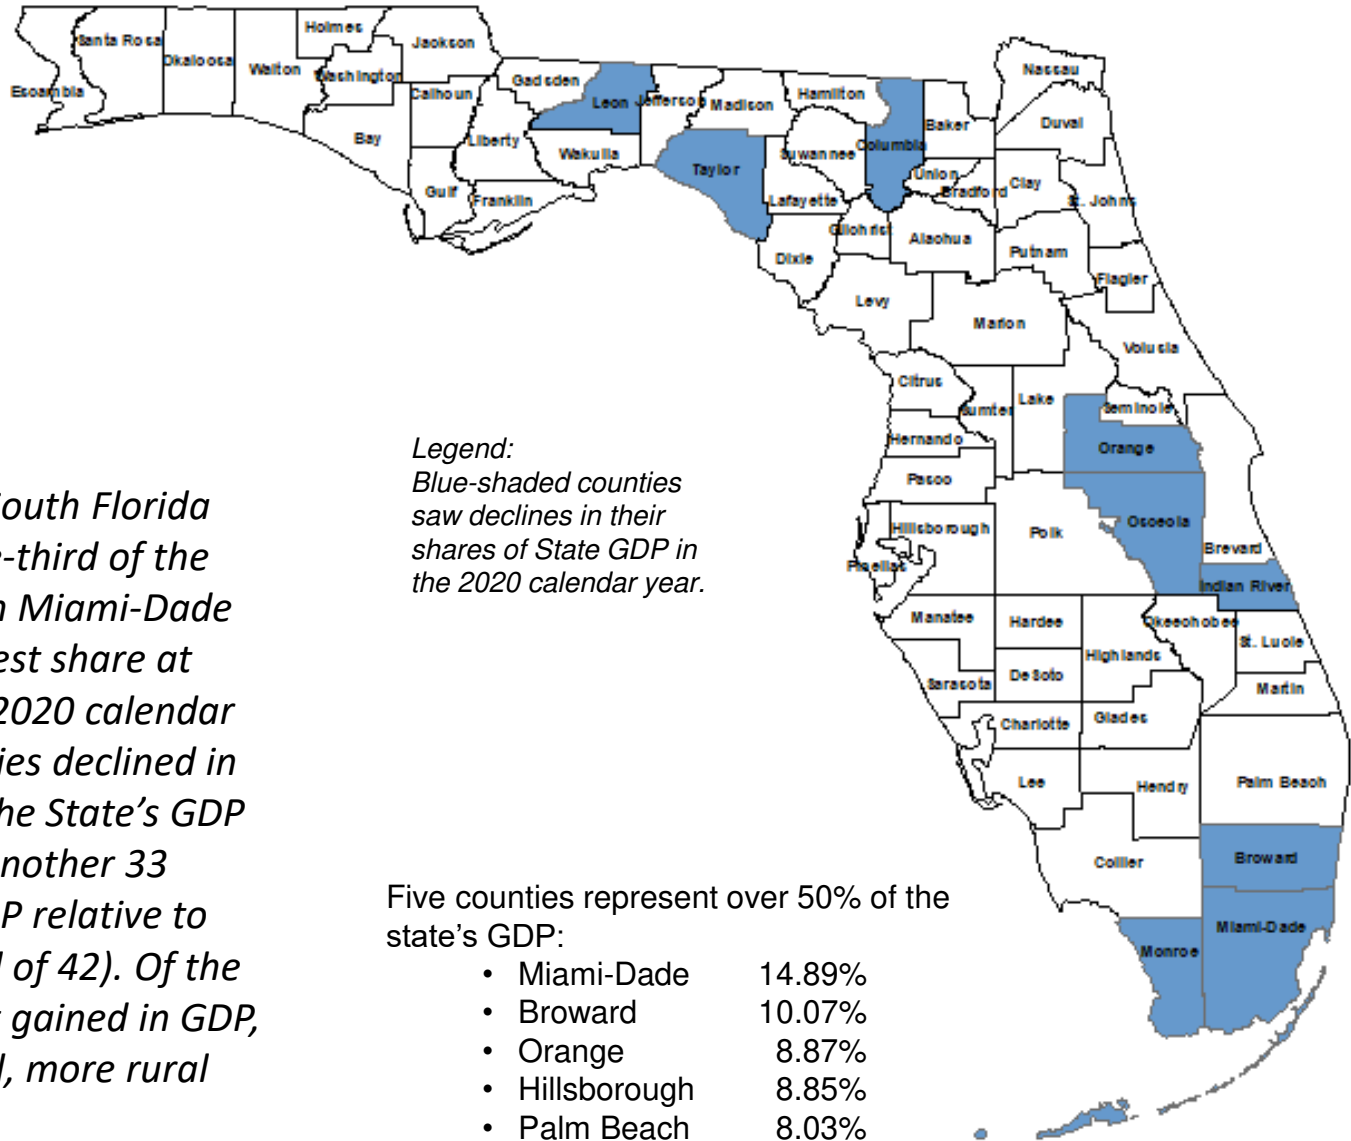 Holmes
Santa Rosa
Okaloosa
Walton
Washington
Jackson
Escambia
Calhoun
Bay
Gulf
Liberty
Franklin
Gadsden
Leon
Wakulla
Jefferson
Madison
Taylor
Hamilton
Suwannee
Lafayette
Columbia
Baker
Nassau
Duval
Union
Bradford
Clay
St. Johns
Gilchrist
Alachua
Putnam
Dixie
Levy
Flagler
Marion
Volusia
Citrus
Sumter
Lake
Seminole
Hernando
Orange
Pasco
Hillsborough
Polk
Osceola
Pinellas
Brevard
Indian River
Manatee
Hardee
Okeechobee
St. Lucie
Highlands
Sarasota
DeSoto
Martin
Charlotte
Glades
Lee
Hendry
Palm Beach
Collier
Broward
Monroe
Miami-Dade
Legend:
Blue-shaded counties
saw declines in their
shares of State GDP in
the 2020 calendar year.
South Florida
e-third of the
n Miami-Dade
est share at
2020 calendar
ies declined in
he State’s GDP
nother 33
P relative to
l of 42). Of the
t gained in GDP,
l, more rural
Five counties represent over 50% of the
state’s GDP:
• Miami-Dade 14.89%
• Broward 10.07%
• Orange 8.87%
• Hillsborough 8.85%
• Palm Beach 8.03%